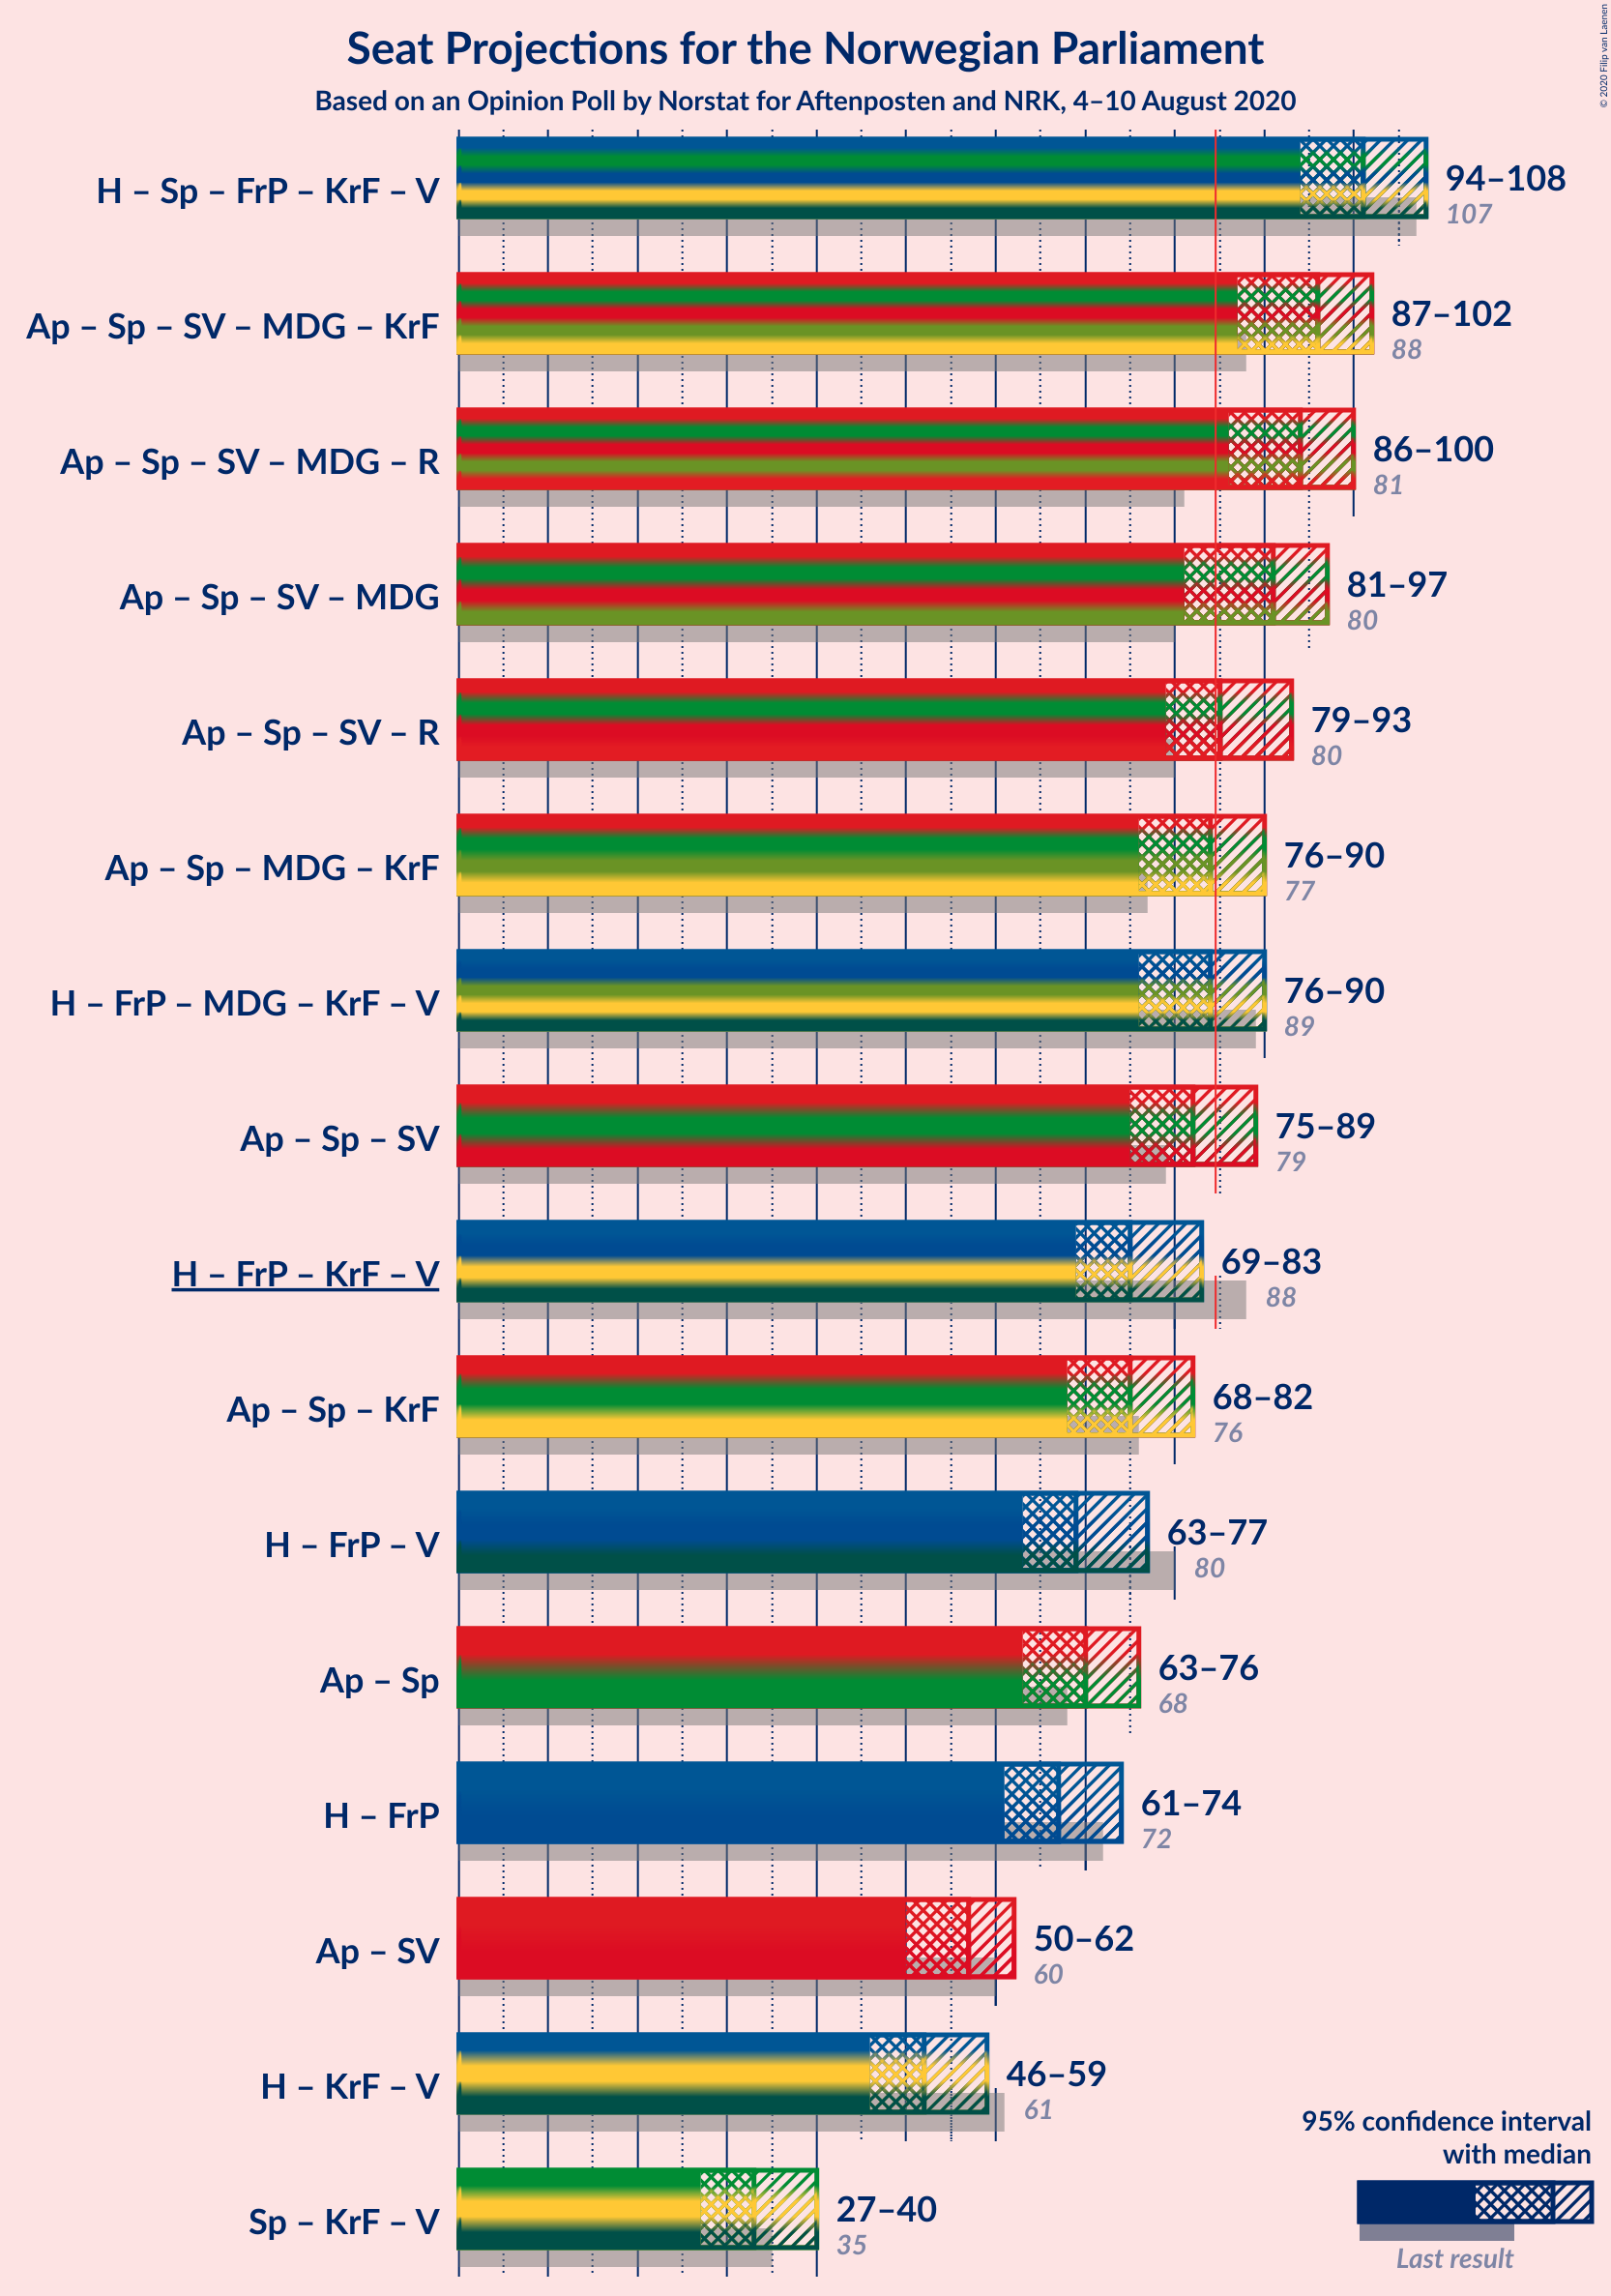 Seat Projections for the Norwegian Parliament
Based on an Opinion Poll by Norstat for Aftenposten and NRK, 4–10 August 2020
© 2020 Filip van Laenen
H – Sp – FrP – KrF – V
94–108
107
Ap – Sp – SV – MDG – KrF
87–102
88
Ap – Sp – SV – MDG – R
86–100
81
Ap – Sp – SV – MDG
81–97
80
Ap – Sp – SV – R
79–93
80
Ap – Sp – MDG – KrF
76–90
77
H – FrP – MDG – KrF – V
76–90
89
Ap – Sp – SV
75–89
79
H – FrP – KrF – V
69–83
88
Ap – Sp – KrF
68–82
76
H – FrP – V
63–77
80
Ap – Sp
63–76
68
H – FrP
61–74
72
Ap – SV
50–62
60
H – KrF – V
46–59
61
Sp – KrF – V
27–40
35
95% confidence interval
with median
Last result